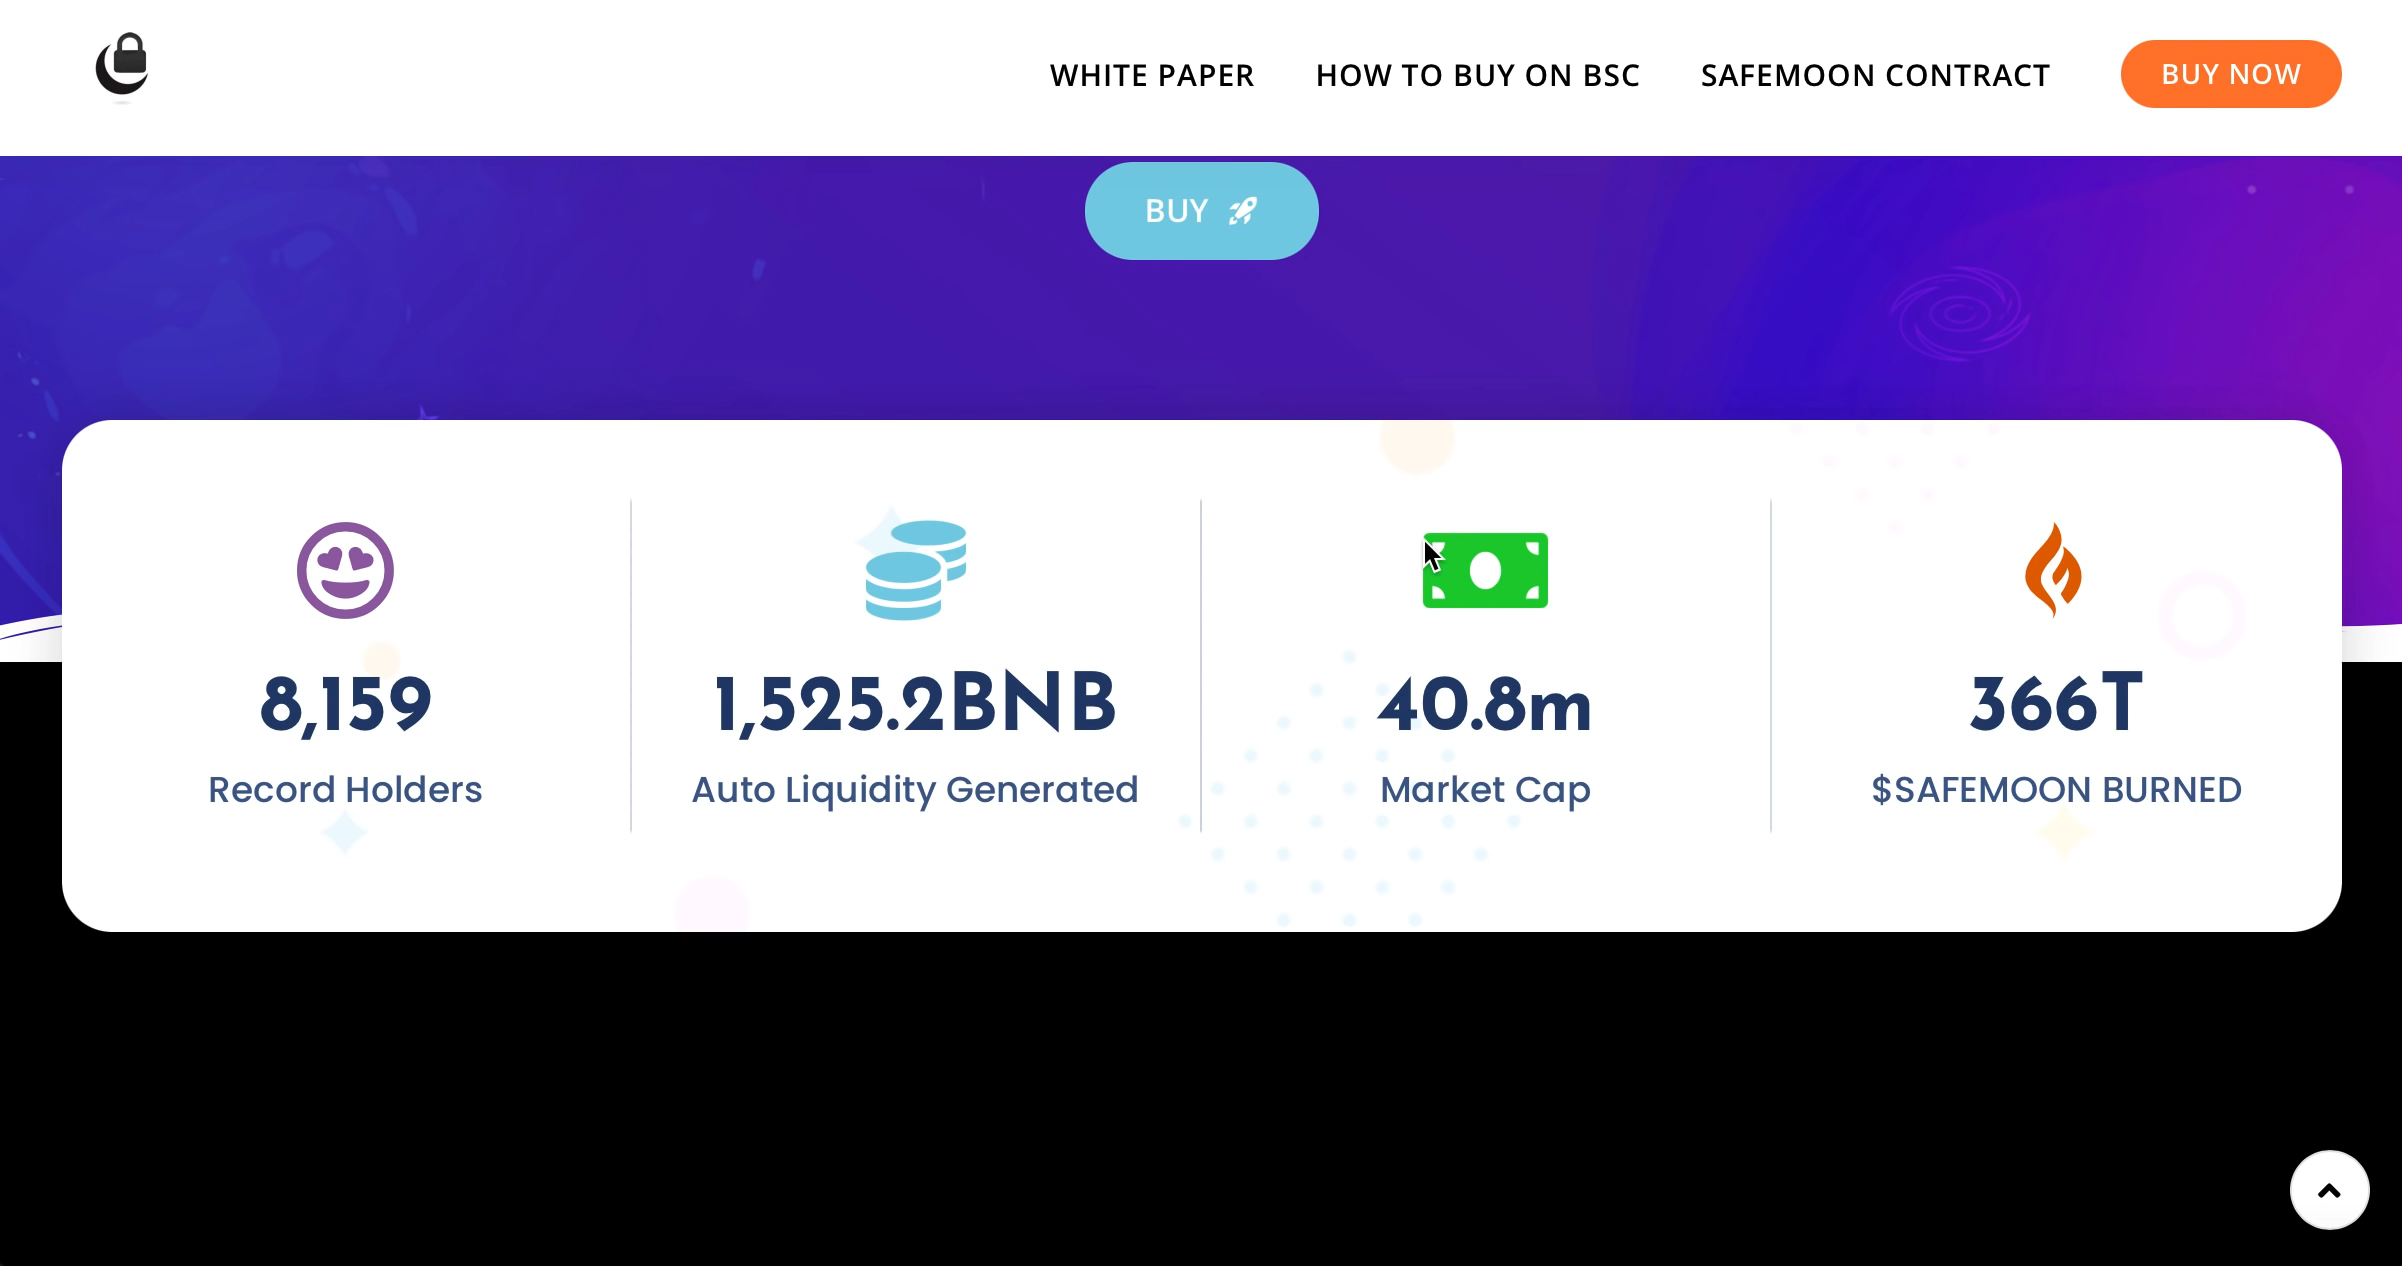 WHITE PAPER
HOW TO BUY ON BSC
SAFEMOON CONTRACT
BUY NOW
BUY
8,159
Record Holders
1,525.2BNB
Auto Liquidity Generated
40.8m
Market Cap
366T
$SAFEMOON BURNED